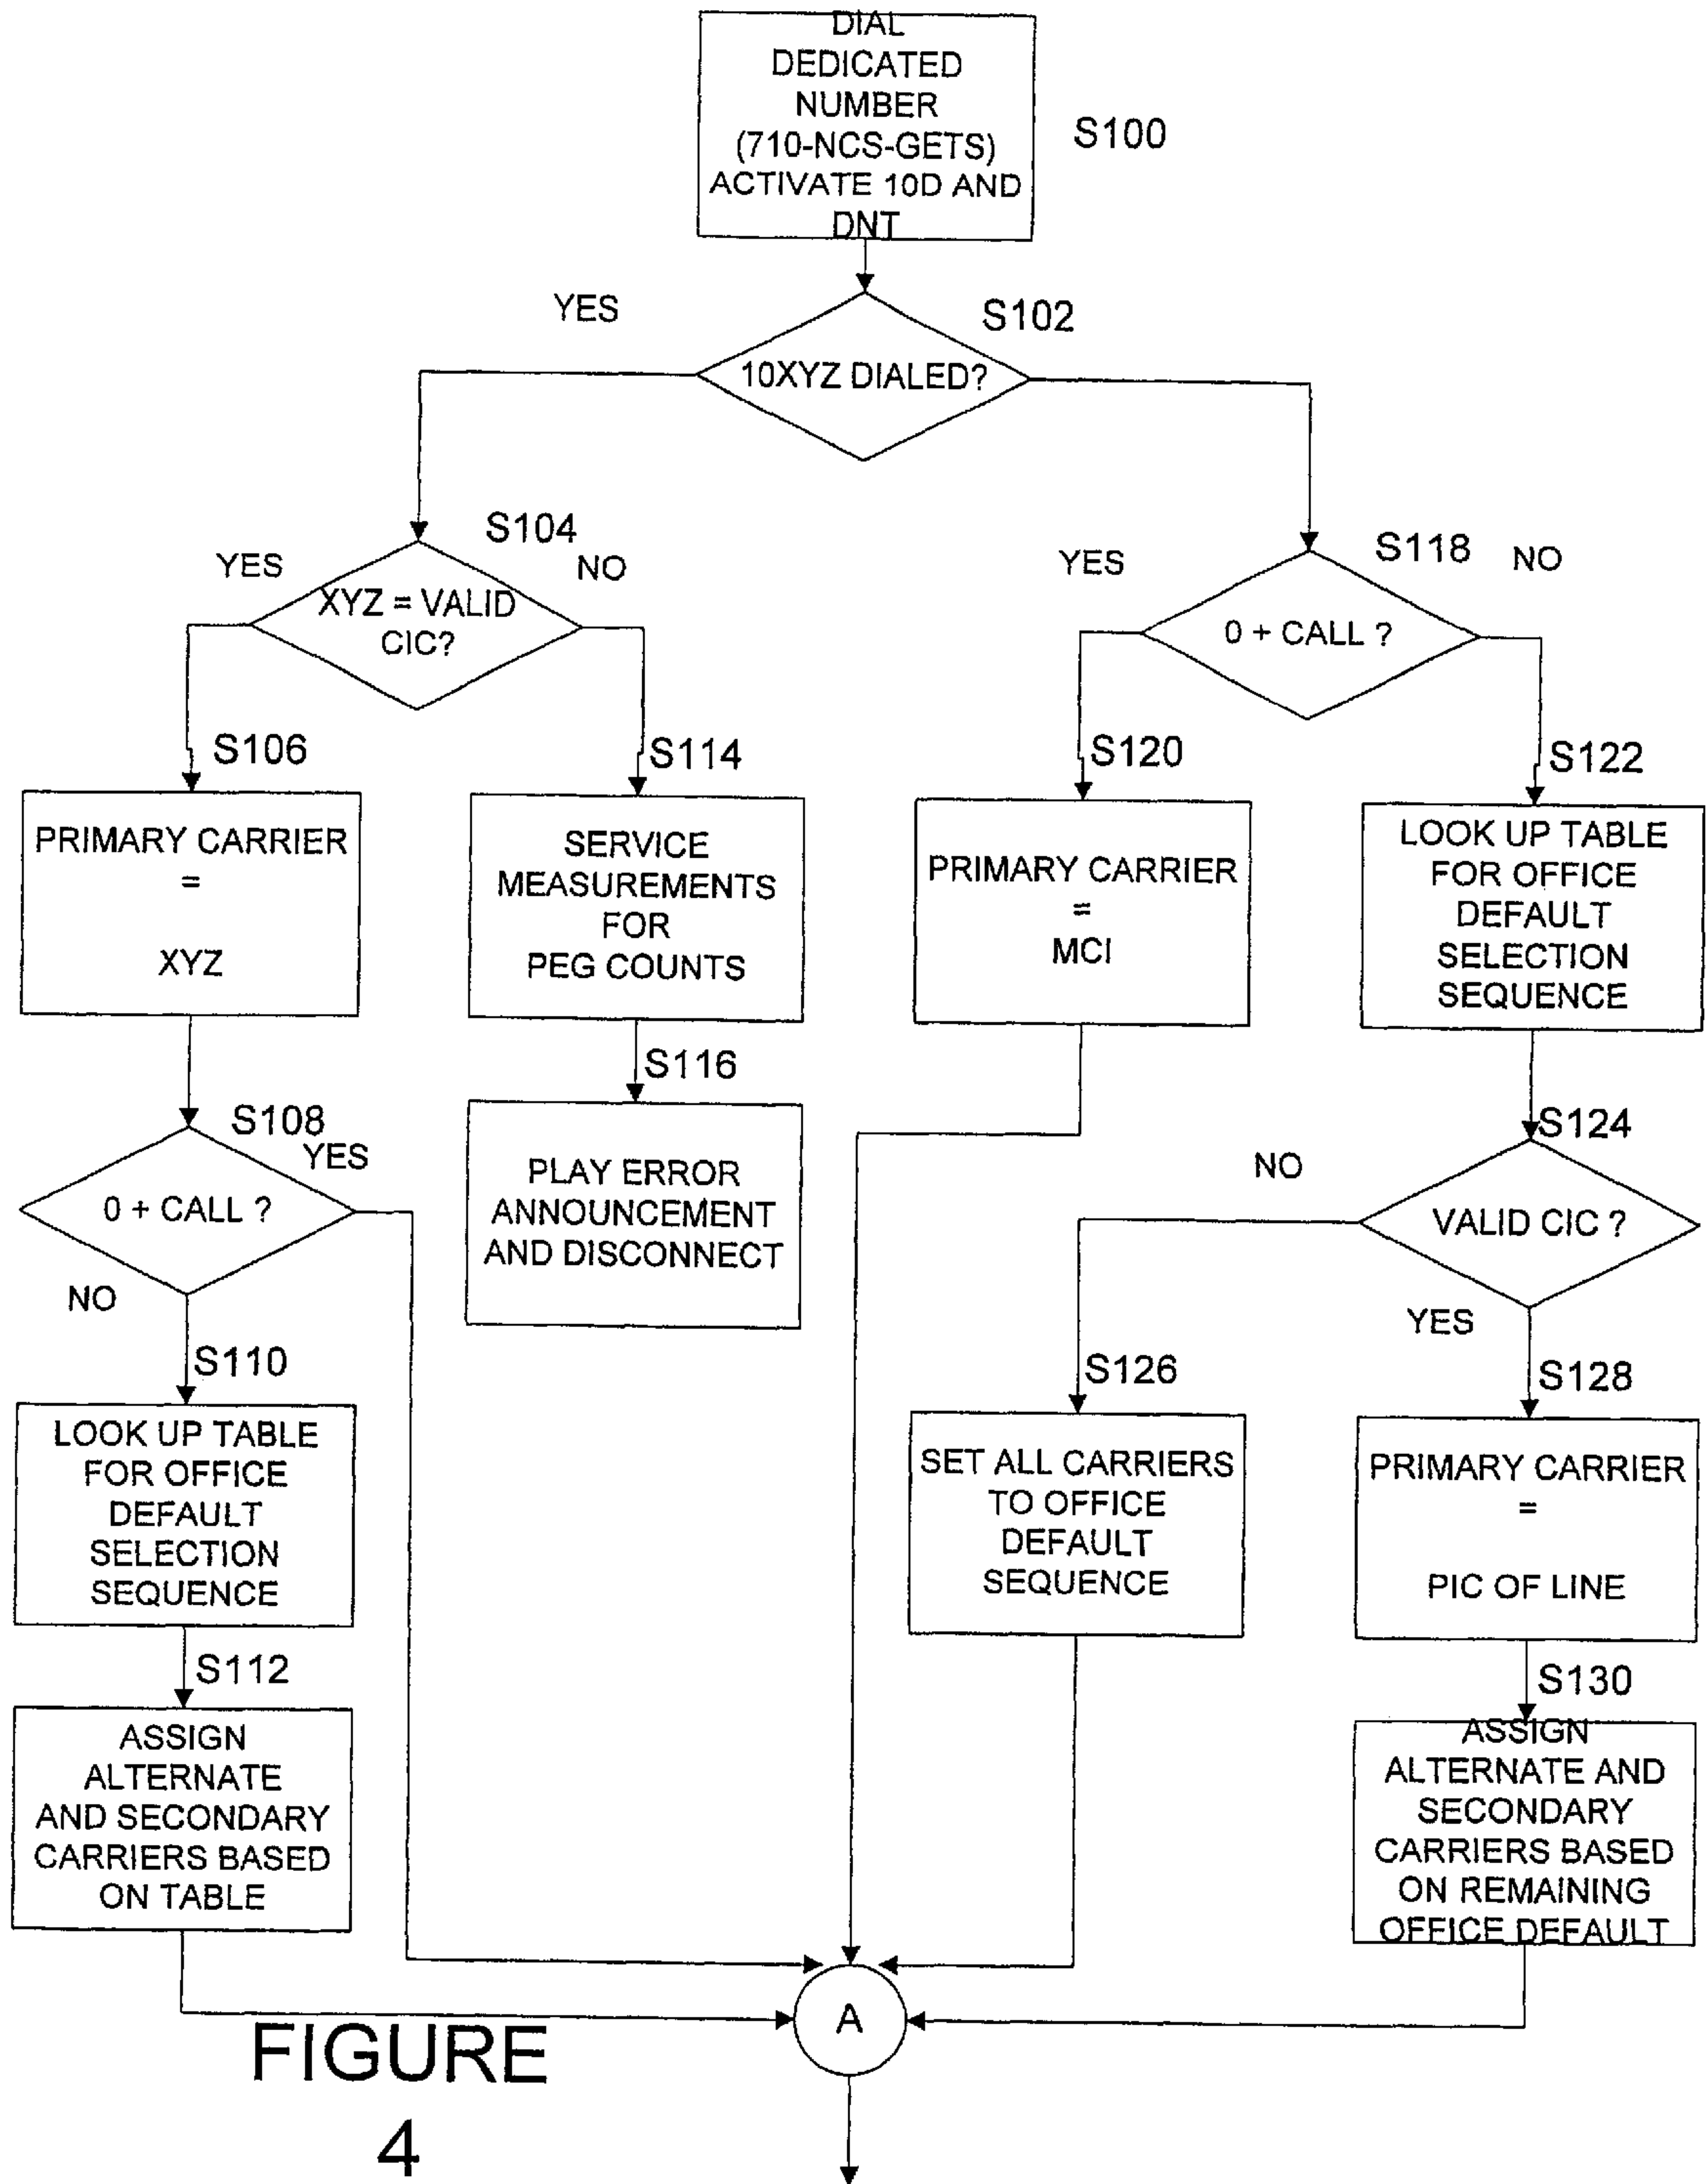 DIAL
DEDICATED
NUMBER
(710-NCS-GETS)
ACTIVATE 10D AND
DNT
S100
YES
S102
10XYZ DIALED?
S104
YES
NO
XYZ = VALID
CIC?
S118
YES
NO
0 + CALL ?
S106
PRIMARY CARRIER
=
XYZ
S114
SERVICE
MEASUREMENTS
FOR
PEG COUNTS
S120
PRIMARY CARRIER
=
MCI
S122
LOOK UP TABLE
FOR OFFICE
DEFAULT
SELECTION
SEQUENCE
S116
PLAY ERROR
ANNOUNCEMENT
AND DISCONNECT
S108
YES
0 + CALL ?
NO
S124
NO
VALID CIC ?
YES
S110
LOOK UP TABLE
FOR OFFICE
DEFAULT
SELECTION
SEQUENCE
S126
SET ALL CARRIERS
TO OFFICE
DEFAULT
SEQUENCE
S128
PRIMARY CARRIER
=
PIC OF LINE
S112
ASSIGN
ALTERNATE
AND SECONDARY
CARRIERS BASED
ON TABLE
S130
ASSIGN
ALTERNATE AND
SECONDARY
CARRIERS BASED
ON REMAINING
OFFICE DEFAULT
A
FIGURE
4